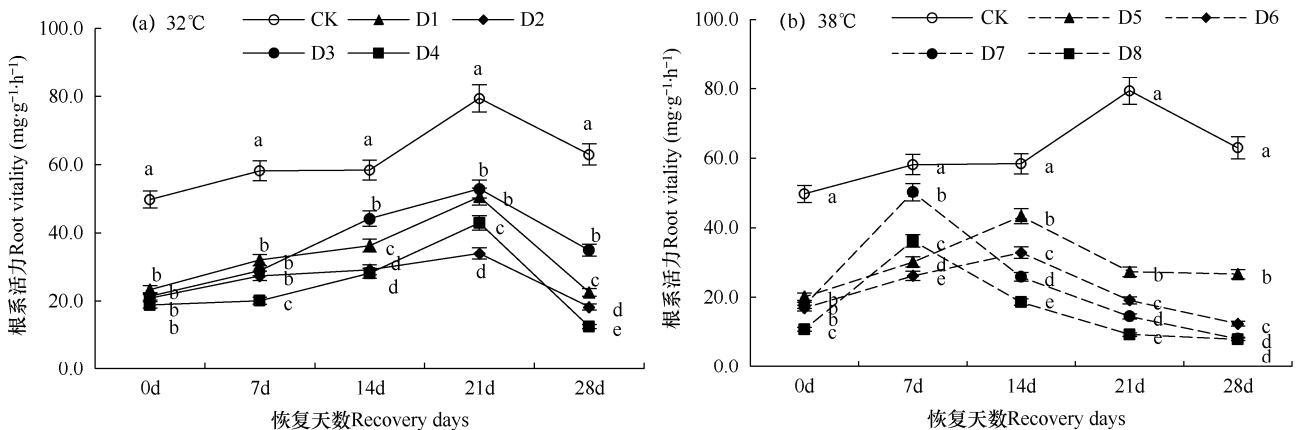 (a) 32℃
CK
D1
D2
D3
D4
100.0
80.0
60.0
40.0
20.0
0.0
根系活力Root vitality (mg·g⁻¹·h⁻¹)
a
a
a
a
a
b
b
b
b
b
b
b
c
b
c
d
d
b
b
c
d
c
d
e
0d
7d
14d
21d
28d
恢复天数Recovery days
(b) 38℃
CK
D5
D6
D7
D8
100.0
80.0
60.0
40.0
20.0
0.0
根系活力Root vitality (mg·g⁻¹·h⁻¹)
a
a
a
a
a
b
b
b
c
b
c
d
e
b
c
d
e
b
c
d
e
b
c
d
d
0d
7d
14d
21d
28d
恢复天数Recovery days